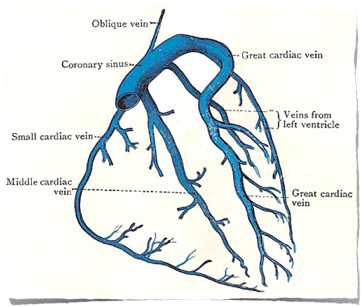 Oblique vein
Coronary sinus
Great cardiac vein
Veins from
left ventricle
Small cardiac vein
Middle cardiac
vein
Great cardiac
vein